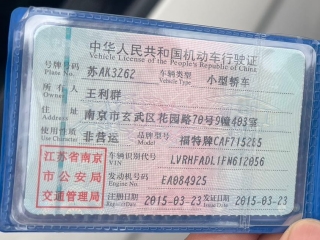 中华人民共和国机动车行驶证
Vehicle License of the People's Republic of China
号牌号码 苏AK3Z62 车辆类型 小型轿车
Plate No. Vehicle Type
所有人 王利群
Owner
住址 南京市玄武区花园路70号9幢403室
Address
使用性质 非营运 品牌型号 福特牌CAF7152E5
Use Character Model
江苏省南京市公安局交通管理局
车辆识别代号 LVRHFADL1FN612056
VIN
发动机号码 EA084925
Engine No.
注册日期 2015-03-23 发证日期 2015-03-23
Register Date Issue Date